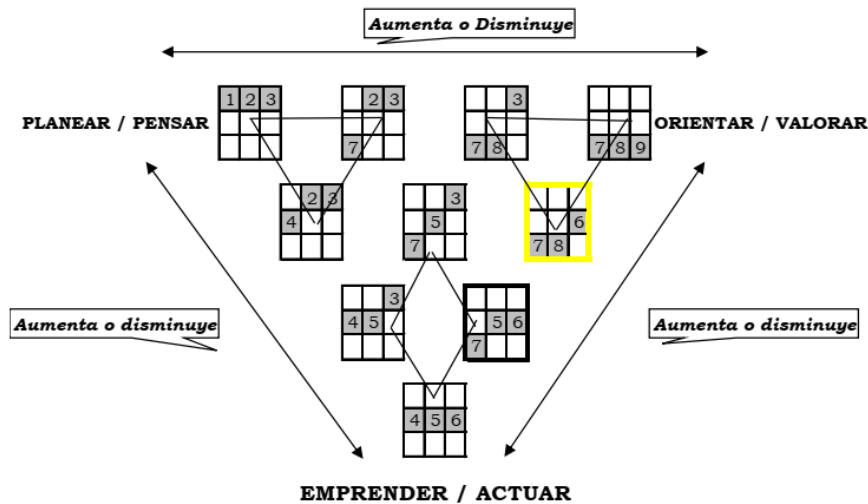 Aumenta o Disminuye
1 2 3
2 3
7
3
7 8
7 8 9
PLANEAR / PENSAR
ORIENTAR / VALORAR
2 3
4
3
5
7
6
7 8
3
4 5
5 6
7
Aumenta o disminuye
Aumenta o disminuye
4 5 6
EMPRENDER / ACTUAR